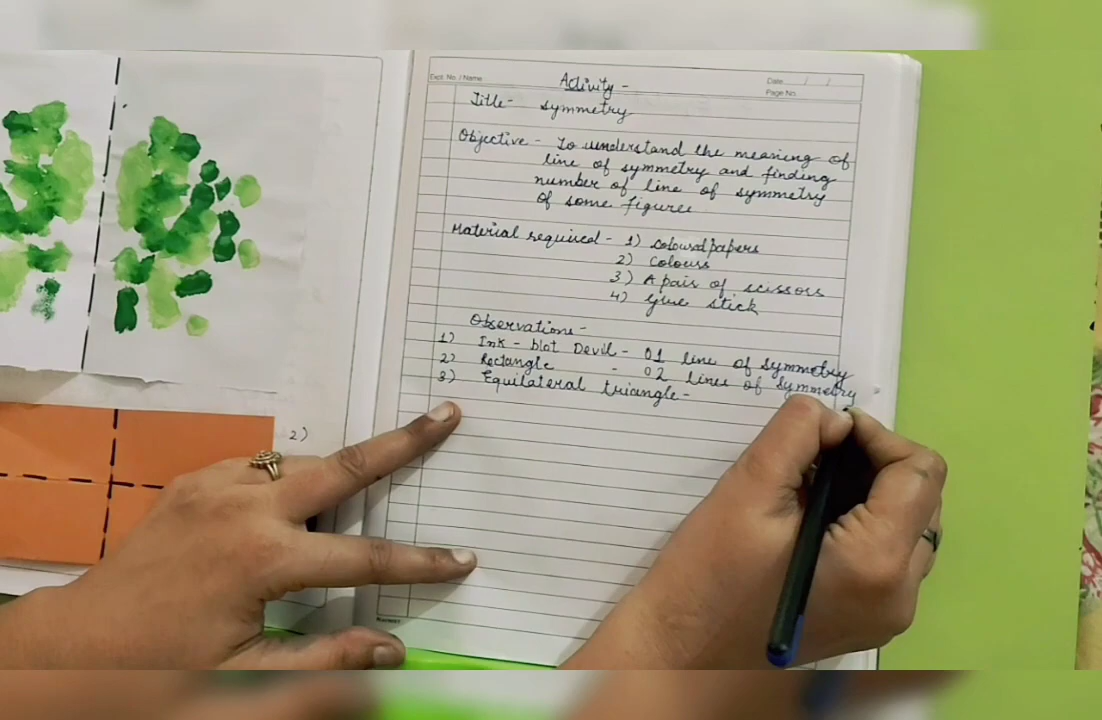 Expt. No. / Name
Date / /
Page No.
Activity -
Title - Symmetry
Objective - To understand the meaning of
line of symmetry and finding
number of line of symmetry
of some figures
Material required - 1) Coloured papers
2) Colours
3) A pair of scissors
4) Glue stick
Observations -
1) Ink - blot Devil - 01 line of Symmetry
2) Rectangle - 02 lines of Symmetry
3) Equilateral triangle -
2)